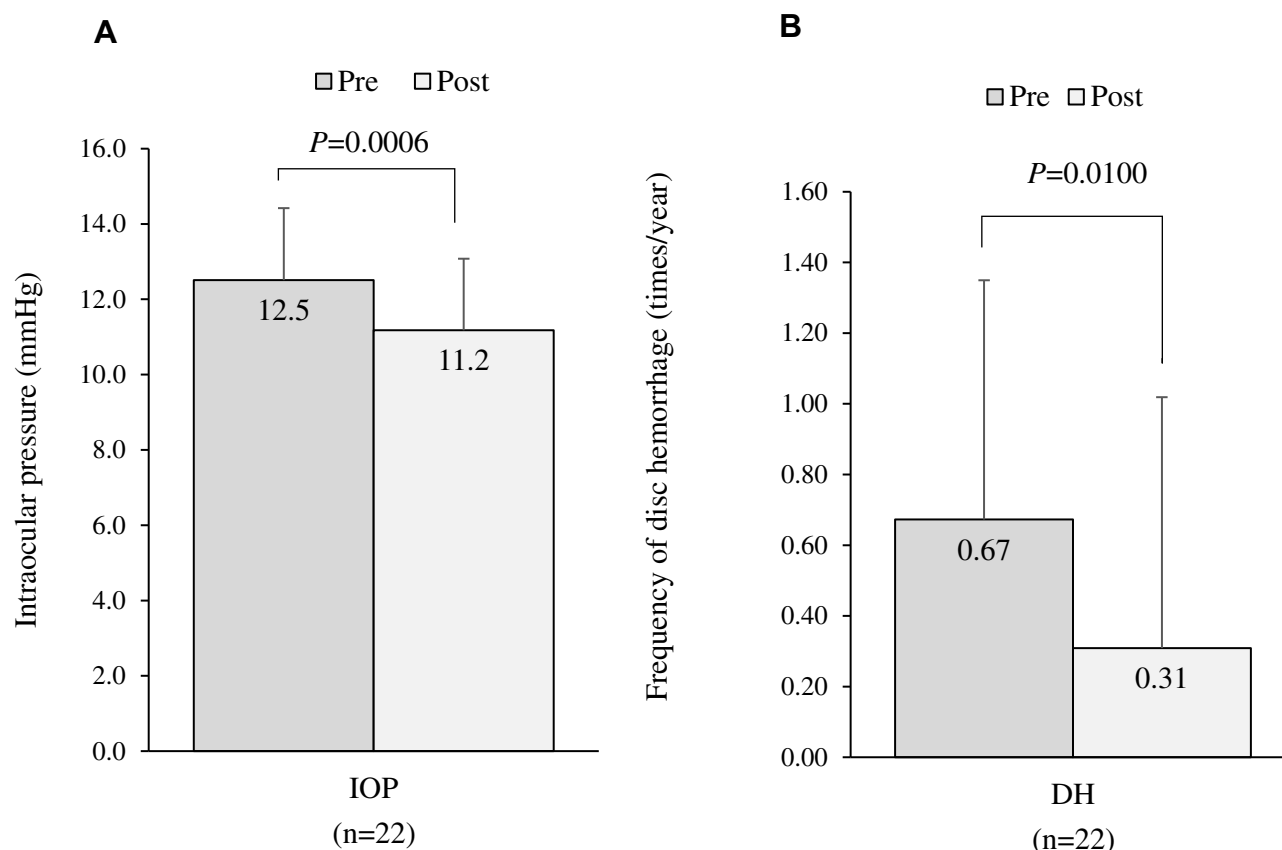 A
Pre Post
P=0.0006
Intraocular pressure (mmHg)
16.0
14.0
12.0
10.0
8.0
6.0
4.0
2.0
0.0
12.5
11.2
IOP
(n=22)
B
Pre Post
P=0.0100
Frequency of disc hemorrhage (times/year)
1.60
1.40
1.20
1.00
0.80
0.60
0.40
0.20
0.00
0.67
0.31
DH
(n=22)